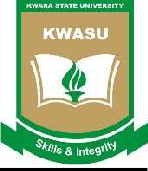 KWARA STATE UNIVERSITY
KWASU
Skills & Integrity